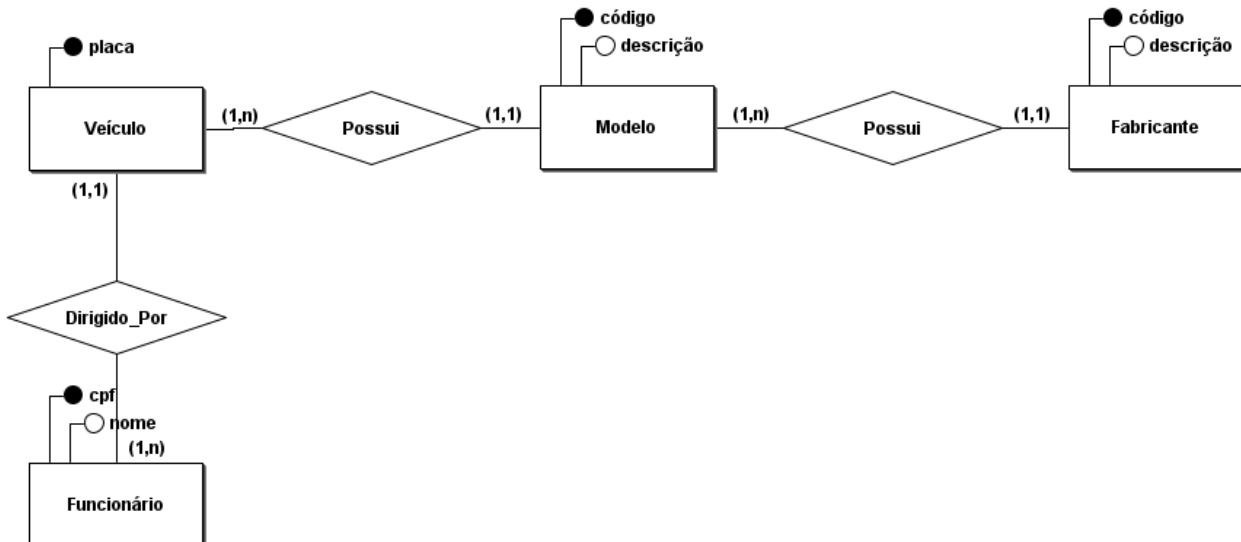 código
código
descrição
descrição
placa
Veículo
(1,n)
Possui
(1,1)
Modelo
(1,n)
Possui
(1,1)
Fabricante
(1,1)
Dirigido_Por
cpf
nome
(1,n)
Funcionário